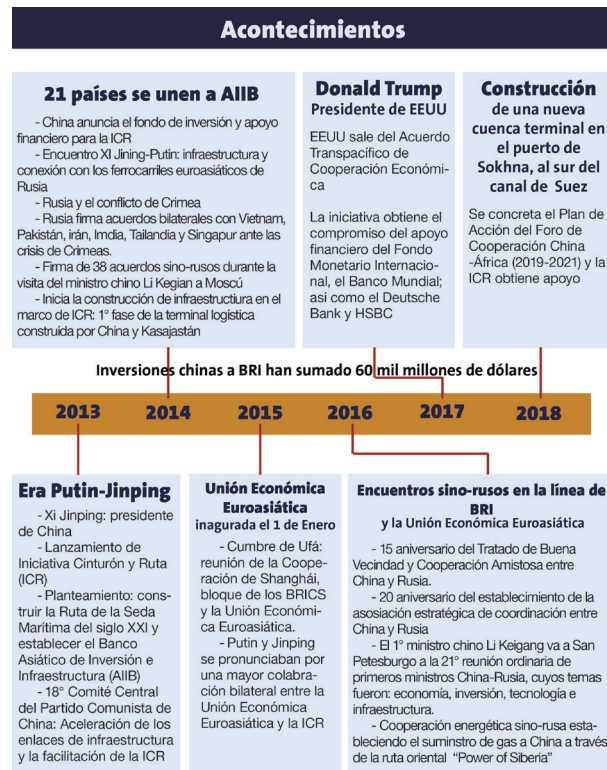 Acontecimientos
21 países se unen a AIIB
- China anuncia el fondo de inversión y apoyo
financiero para la ICR
- Encuentro XI Jining-Putin: infraestructura y
conexión con los ferrocarriles euroasiáticos de
Rusia
- Rusia y el conflicto de Crimea
- Rusia firma acuerdos bilaterales con Vietnam,
Pakistán, irán, Imdia, Tailandia y Singapur ante las
crisis de Crimeas.
- Firma de 38 acuerdos sino-rusos durante la
visita del ministro chino Li Kegian a Moscú
- Inicia la construcción de infraestructiura en el
marco de ICR: 1° fase de la terminal logística
construída por China y Kasajastán
Donald Trump
Presidente de EEUU
EEUU sale del Acuerdo
Transpacífico de
Cooperación Económi-
ca
La iniciativa obtiene el
compromiso del apoyo
financiero del Fondo
Monetario Internacio-
nal, el Banco Mundial;
así como el Deutsche
Bank y HSBC
Construcción
de una nueva
cuenca terminal en
el puerto de
Sokhna, al sur del
canal de Suez
Se concreta el Plan de
Acción del Foro de
Cooperación China
-África (2019-2021) y la
ICR obtiene apoyo
Inversiones chinas a BRI han sumado 60 mil millones de dólares
2013 2014 2015 2016 2017 2018
Era Putin-Jinping
- Xi Jinping: presidente
de China
- Lanzamiento de
Iniciativa Cinturón y Ruta
(ICR)
- Planteamiento: cons-
truir la Ruta de la Seda
Marítima del siglo XXI y
establecer el Banco
Asiático de Inversión e
Infraestructura (AIIB)
- 18° Comité Central
del Partido Comunista de
China: Aceleración de los
enlaces de infraestructura
y la facilitación de la ICR
Unión Económica
Euroasiática
inagurada el 1 de Enero
- Cumbre de Ufá:
reunión de la Coope-
ración de Shanghái,
bloque de los BRICS
y la Unión Económi-
ca Euroasiática.
- Putin y Jinping
se pronunciaban por
una mayor colabra-
ción bilateral entre la
Unión Económica
Euroasiática y la ICR
Encuentros sino-rusos en la línea de
BRI
y la Unión Económica Euroasiática
- 15 aniversario del Tratado de Buena
Vecindad y Cooperación Amistosa entre
China y Rusia.
- 20 aniversario del establecimiento de la
asosiación estratégica de coordinación entre
China y Rusia
- El 1° ministro chino Li Keigang va a San
Petesburgo a la 21° reunión ordinaria de
primeros ministros China-Rusia, cuyos temas
fueron: economía, inversión, tecnología e
infraestructura.
- Cooperación energética sino-rusa esta-
bleciendo el suminstro de gas a China a través
de la ruta oriental “Power of Siberia”